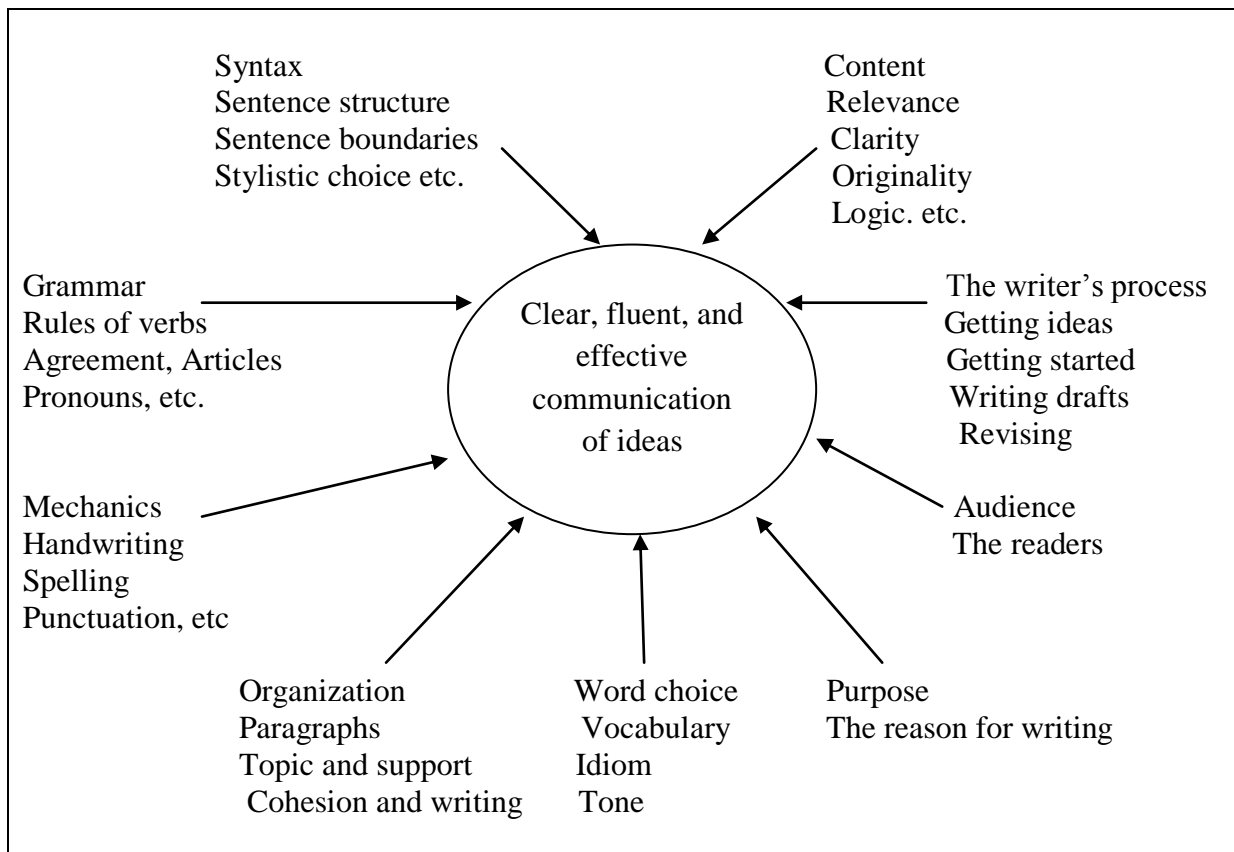 Syntax
Sentence structure
Sentence boundaries
Stylistic choice etc.
Content
Relevance
Clarity
Originality
Logic. etc.
Grammar
Rules of verbs
Agreement, Articles
Pronouns, etc.
Clear, fluent, and
effective
communication
of ideas
The writer’s process
Getting ideas
Getting started
Writing drafts
Revising
Mechanics
Handwriting
Spelling
Punctuation, etc
Audience
The readers
Organization
Paragraphs
Topic and support
Cohesion and writing
Word choice
Vocabulary
Idiom
Tone
Purpose
The reason for writing